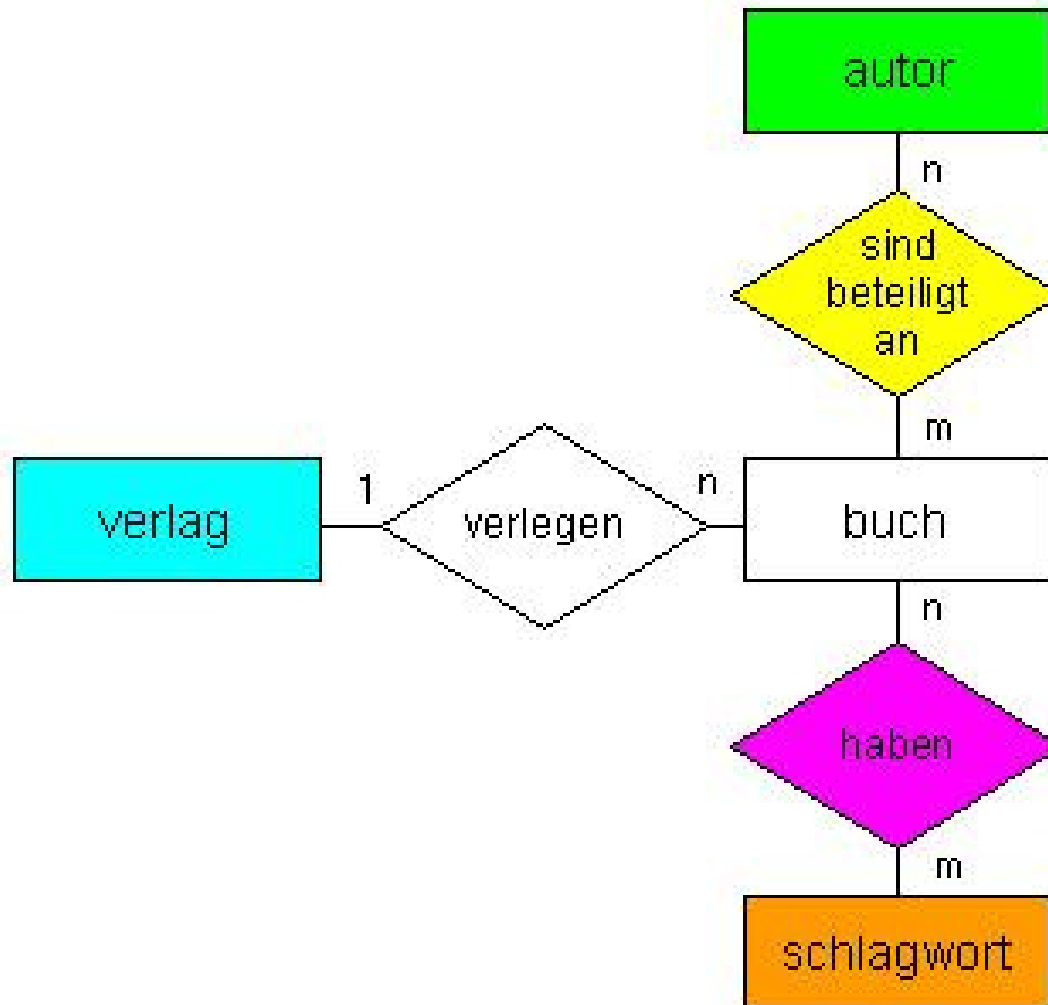 autor
n
sind
beteiligt
an
m
verlag
1
verlegen
n
buch
n
haben
m
schlagwort